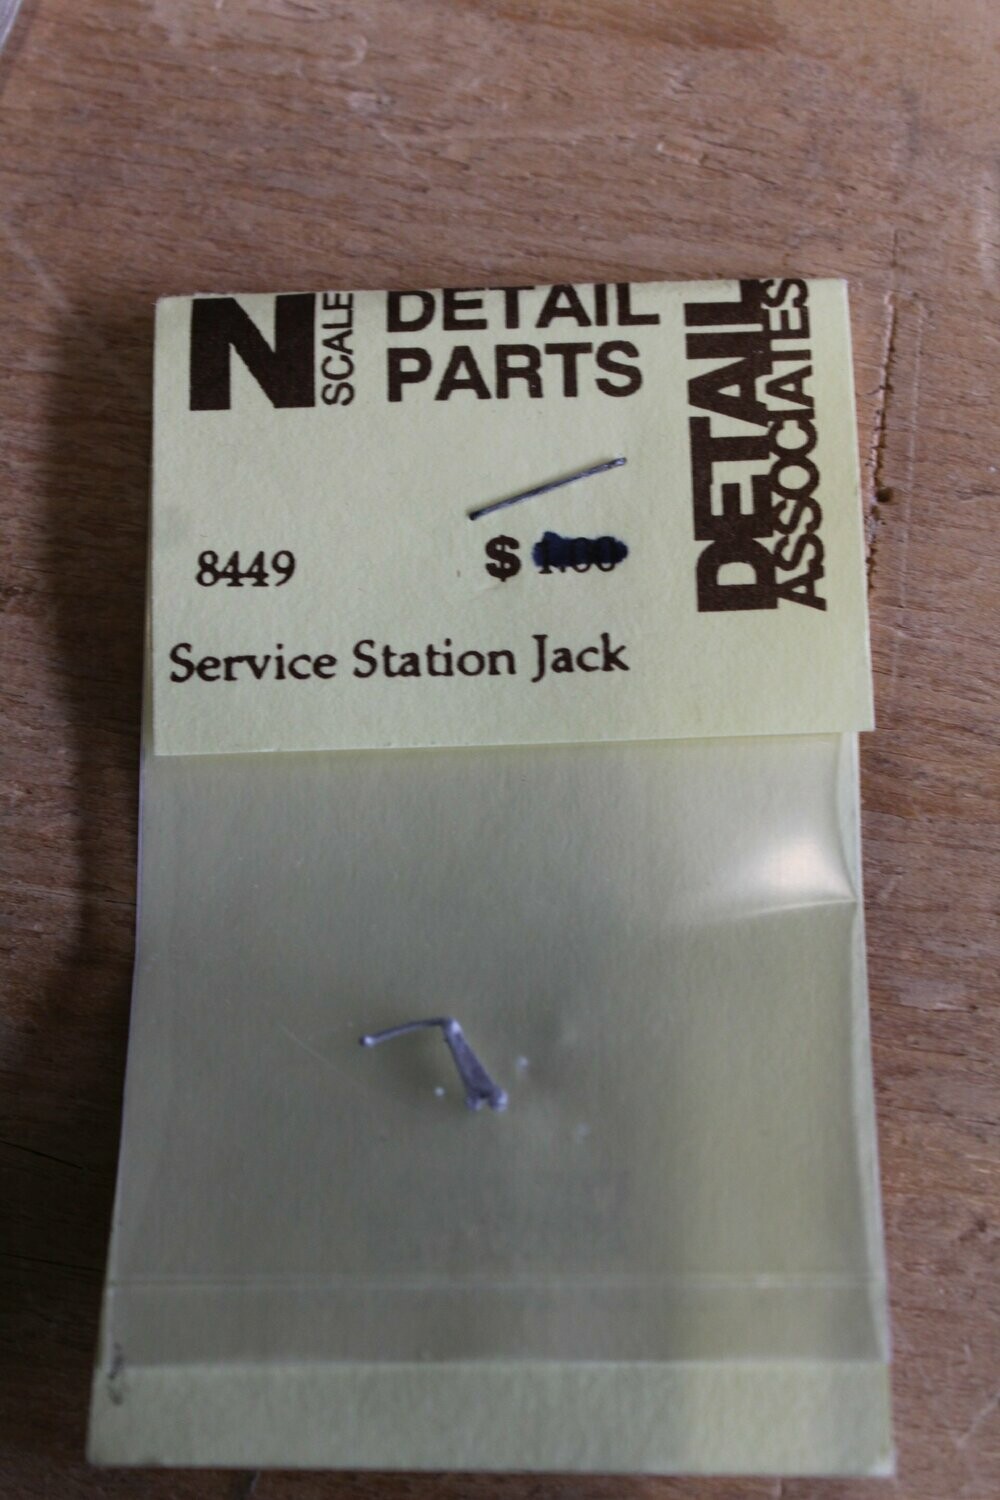 N SCALE
DETAIL
PARTS
DETAIL
ASSOCIATES
8449
$
Service Station Jack